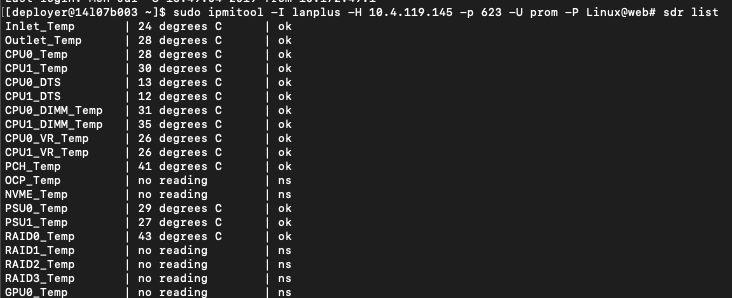 [[deployer@14l07b003 ~]$ sudo ipmitool -I lanplus -H 10.4.119.145 -p 623 -U prom -P Linux@web# sdr list
Inlet_Temp | 24 degrees C | ok
Outlet_Temp | 28 degrees C | ok
CPU0_Temp | 28 degrees C | ok
CPU1_Temp | 30 degrees C | ok
CPU0_DTS | 13 degrees C | ok
CPU1_DTS | 12 degrees C | ok
CPU0_DIMM_Temp | 31 degrees C | ok
CPU1_DIMM_Temp | 35 degrees C | ok
CPU0_VR_Temp | 26 degrees C | ok
CPU1_VR_Temp | 26 degrees C | ok
PCH_Temp | 41 degrees C | ok
OCP_Temp | no reading | ns
NVME_Temp | no reading | ns
PSU0_Temp | 29 degrees C | ok
PSU1_Temp | 27 degrees C | ok
RAID0_Temp | 43 degrees C | ok
RAID1_Temp | no reading | ns
RAID2_Temp | no reading | ns
RAID3_Temp | no reading | ns
GPU0_Temp | no reading | ns